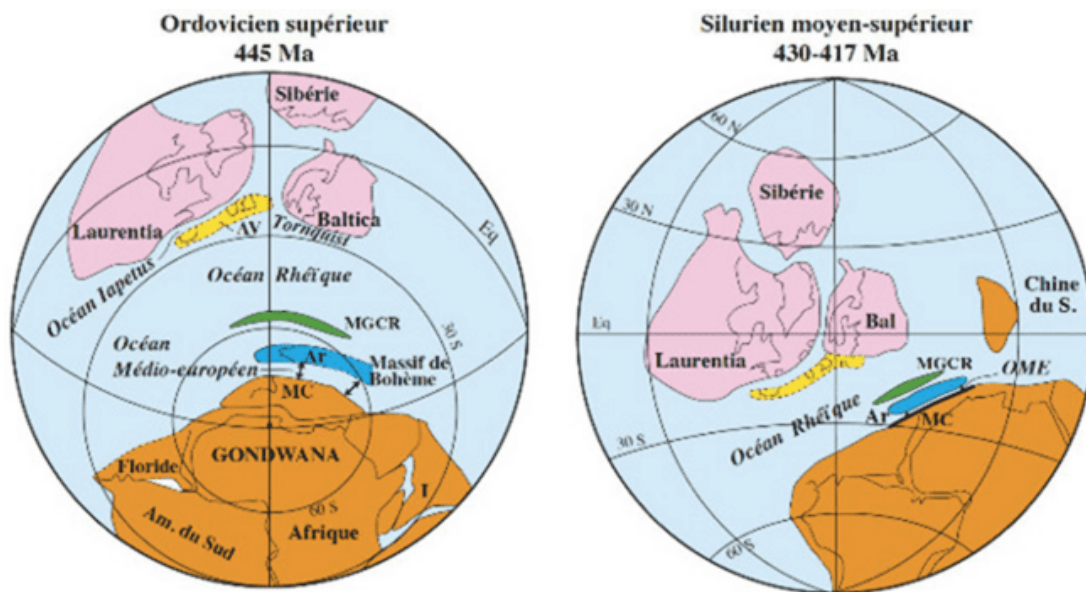 Ordovicien supérieur
445 Ma
Sibérie
Laurentia
AV
Baltica
Tornquist
Eq
Océan Iapetus
Océan Rhéïque
30 S
MGCR
Océan
Médio-européen
Ar
Massif de
Bohème
MC
GONDWANA
Floride
I
60 S
Am. du Sud
Afrique
Silurien moyen-supérieur
430-417 Ma
60 N
Sibérie
30 N
Chine
du S.
Eq
Bal
Laurentia
MGCR
OME
Ar
MC
Océan Rhéïque
30 S
60 S